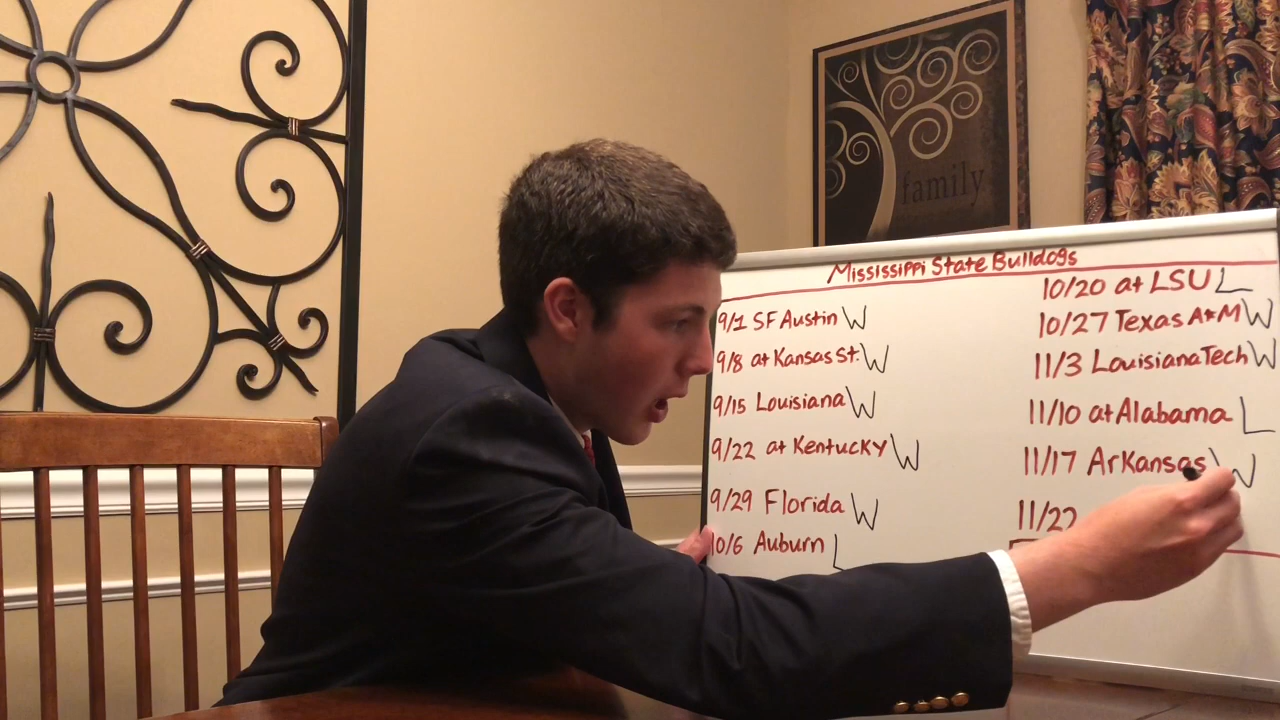 family
Mississippi State Bulldogs
9/1 SF Austin W
9/8 at Kansas St. W
9/15 Louisiana W
9/22 at Kentucky W
9/29 Florida W
10/6 Auburn L
10/20 at LSU L
10/27 Texas A+M W
11/3 Louisiana Tech W
11/10 at Alabama L
11/17 Arkansas W
11/22